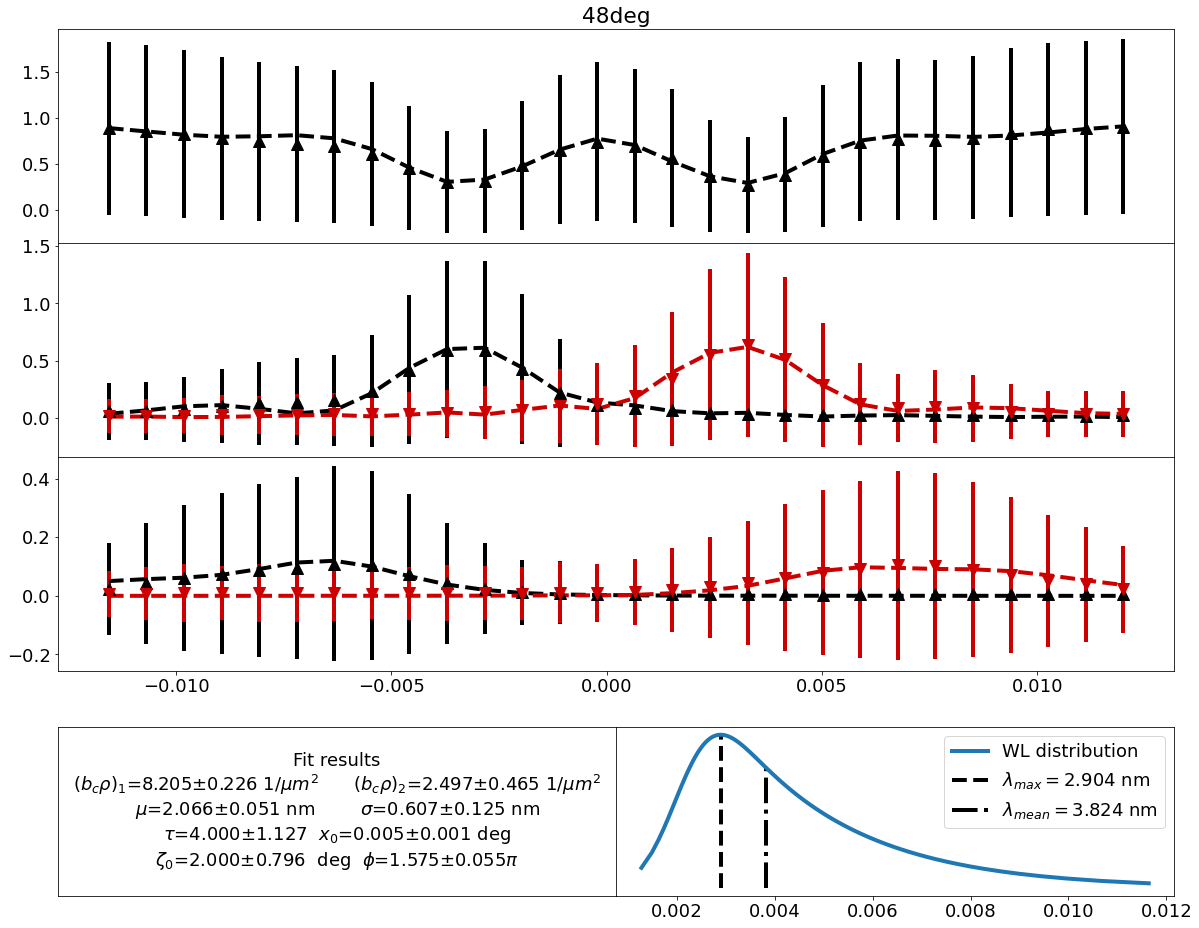 48deg
1.5
1.0
0.5
0.0
1.5
1.0
0.5
0.0
0.4
0.2
0.0
−0.2
−0.010 −0.005 0.000 0.005 0.010
Fit results
(b_cρ)_1=8.205±0.226 1/μm^2 (b_cρ)_2=2.497±0.465 1/μm^2
μ=2.066±0.051 nm σ=0.607±0.125 nm
τ=4.000±1.127 x_0=0.005±0.001 deg
ζ_0=2.000±0.796 deg ϕ=1.575±0.055π
WL distribution
λ_max = 2.904 nm
λ_mean = 3.824 nm
0.002 0.004 0.006 0.008 0.010 0.012